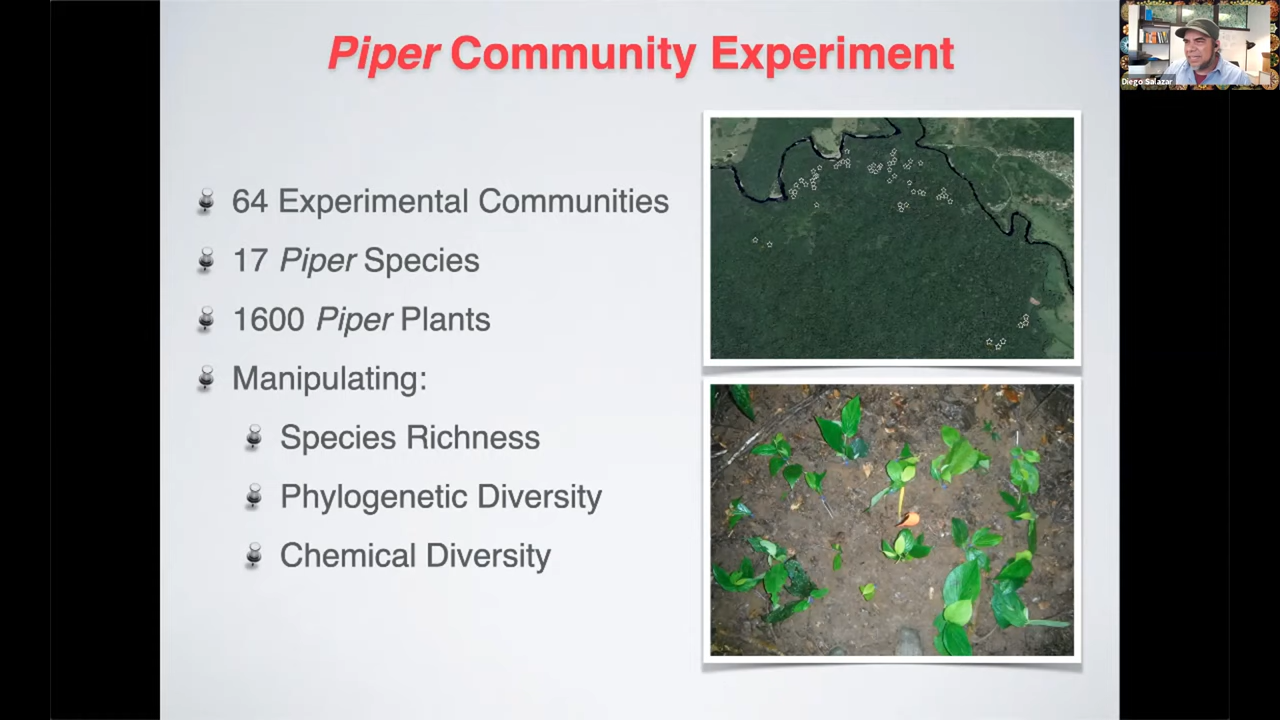 Piper Community Experiment
Diego Salazar
64 Experimental Communities
17 Piper Species
1600 Piper Plants
Manipulating:
Species Richness
Phylogenetic Diversity
Chemical Diversity